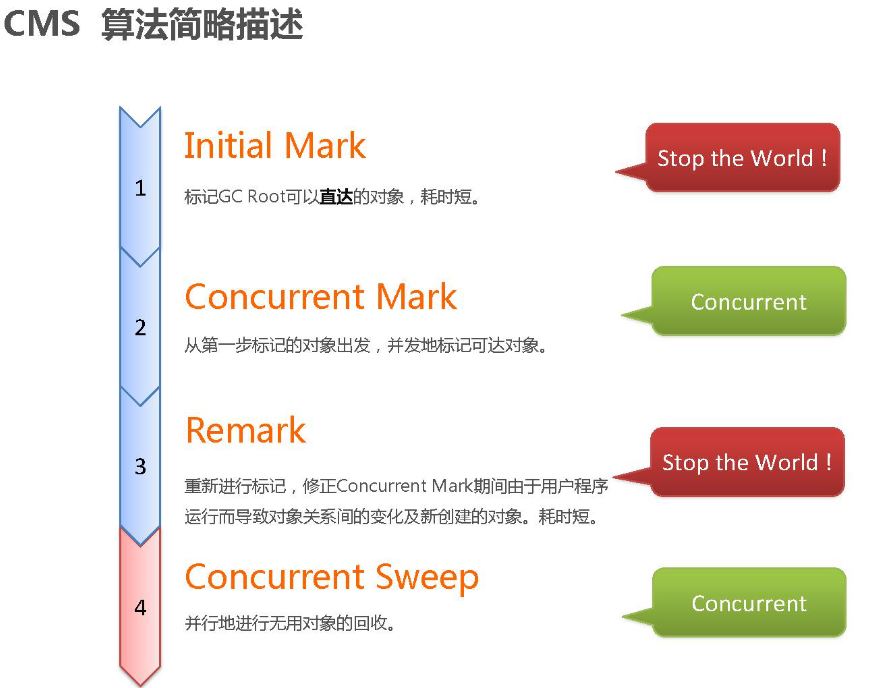 CMS 算法简略描述
1
Initial Mark
Stop the World！
标记GC Root可以直达的对象，耗时短。
2
Concurrent Mark
Concurrent
从第一步标记的对象出发，并发地标记可达对象。
3
Remark
Stop the World！
重新进行标记，修正Concurrent Mark期间由于用户程序
运行而导致对象关系间的变化及新创建的对象。耗时短。
4
Concurrent Sweep
Concurrent
并行地进行无用对象的回收。